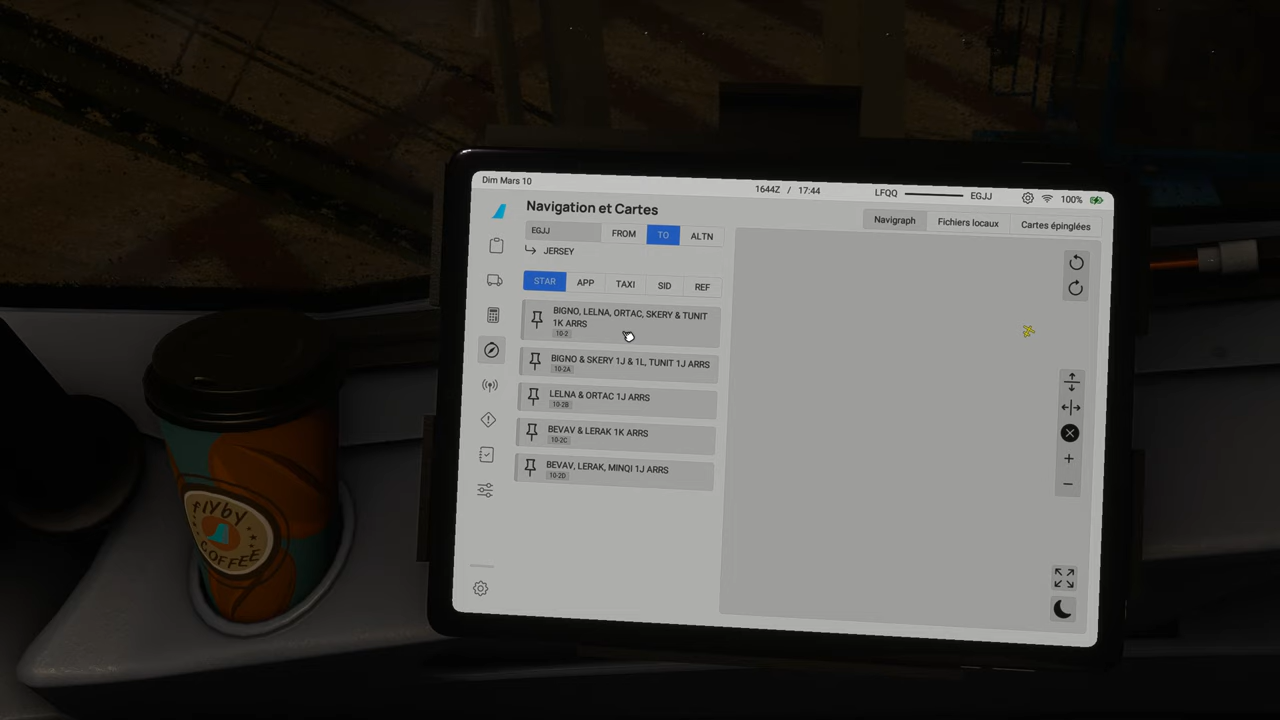 Dim Mars 10
1644Z / 17:44
LFQQ
EGJJ
100%
Navigation et Cartes
Navigraph
Fichiers locaux
Cartes épinglées
EGJJ
FROM
TO
ALTN
JERSEY
STAR
APP
TAXI
SID
REF
BIGNO, LELNA, ORTAC, SKERY & TUNIT
1K ARRS
10-2
BIGNO & SKERY 1J & 1L, TUNIT 1J ARRS
10-2A
LELNA & ORTAC 1J ARRS
10-2B
BEVAV & LERAK 1K ARRS
10-2C
BEVAV, LERAK, MINQI 1J ARRS
10-2D
flyby
COFFEE